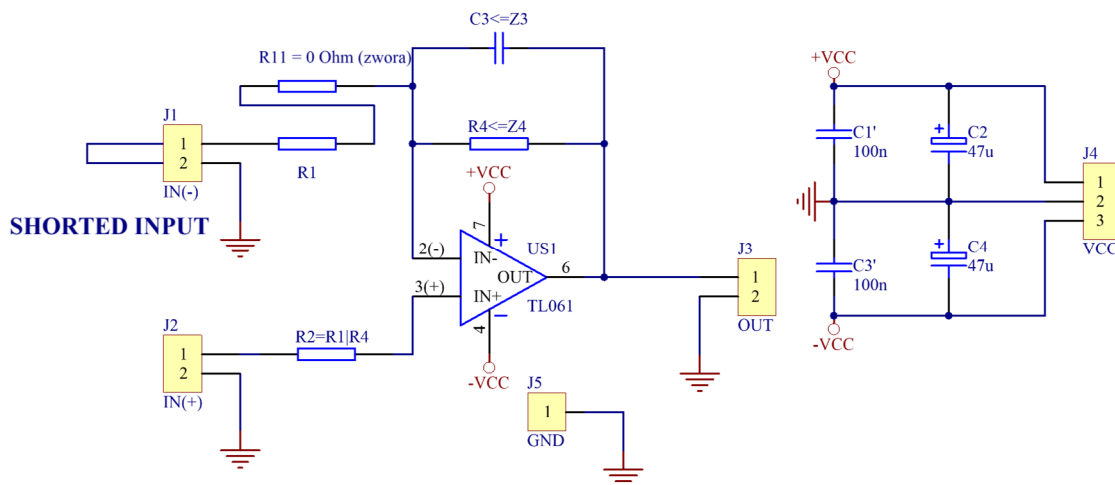 C3<=Z3
R11 = 0 Ohm (zwora)
R4<=Z4
J1
1
2
IN(-)
R1
SHORTED INPUT
+VCC
7
2(-)
IN-
US1
OUT
6
3(+)
IN+
TL061
4
-VCC
J2
1
2
IN(+)
R2=R1|R4
J5
1
GND
J3
1
2
OUT
+VCC
C1'
100n
C2
47u
J4
1
2
3
VCC
C3'
100n
C4
47u
-VCC